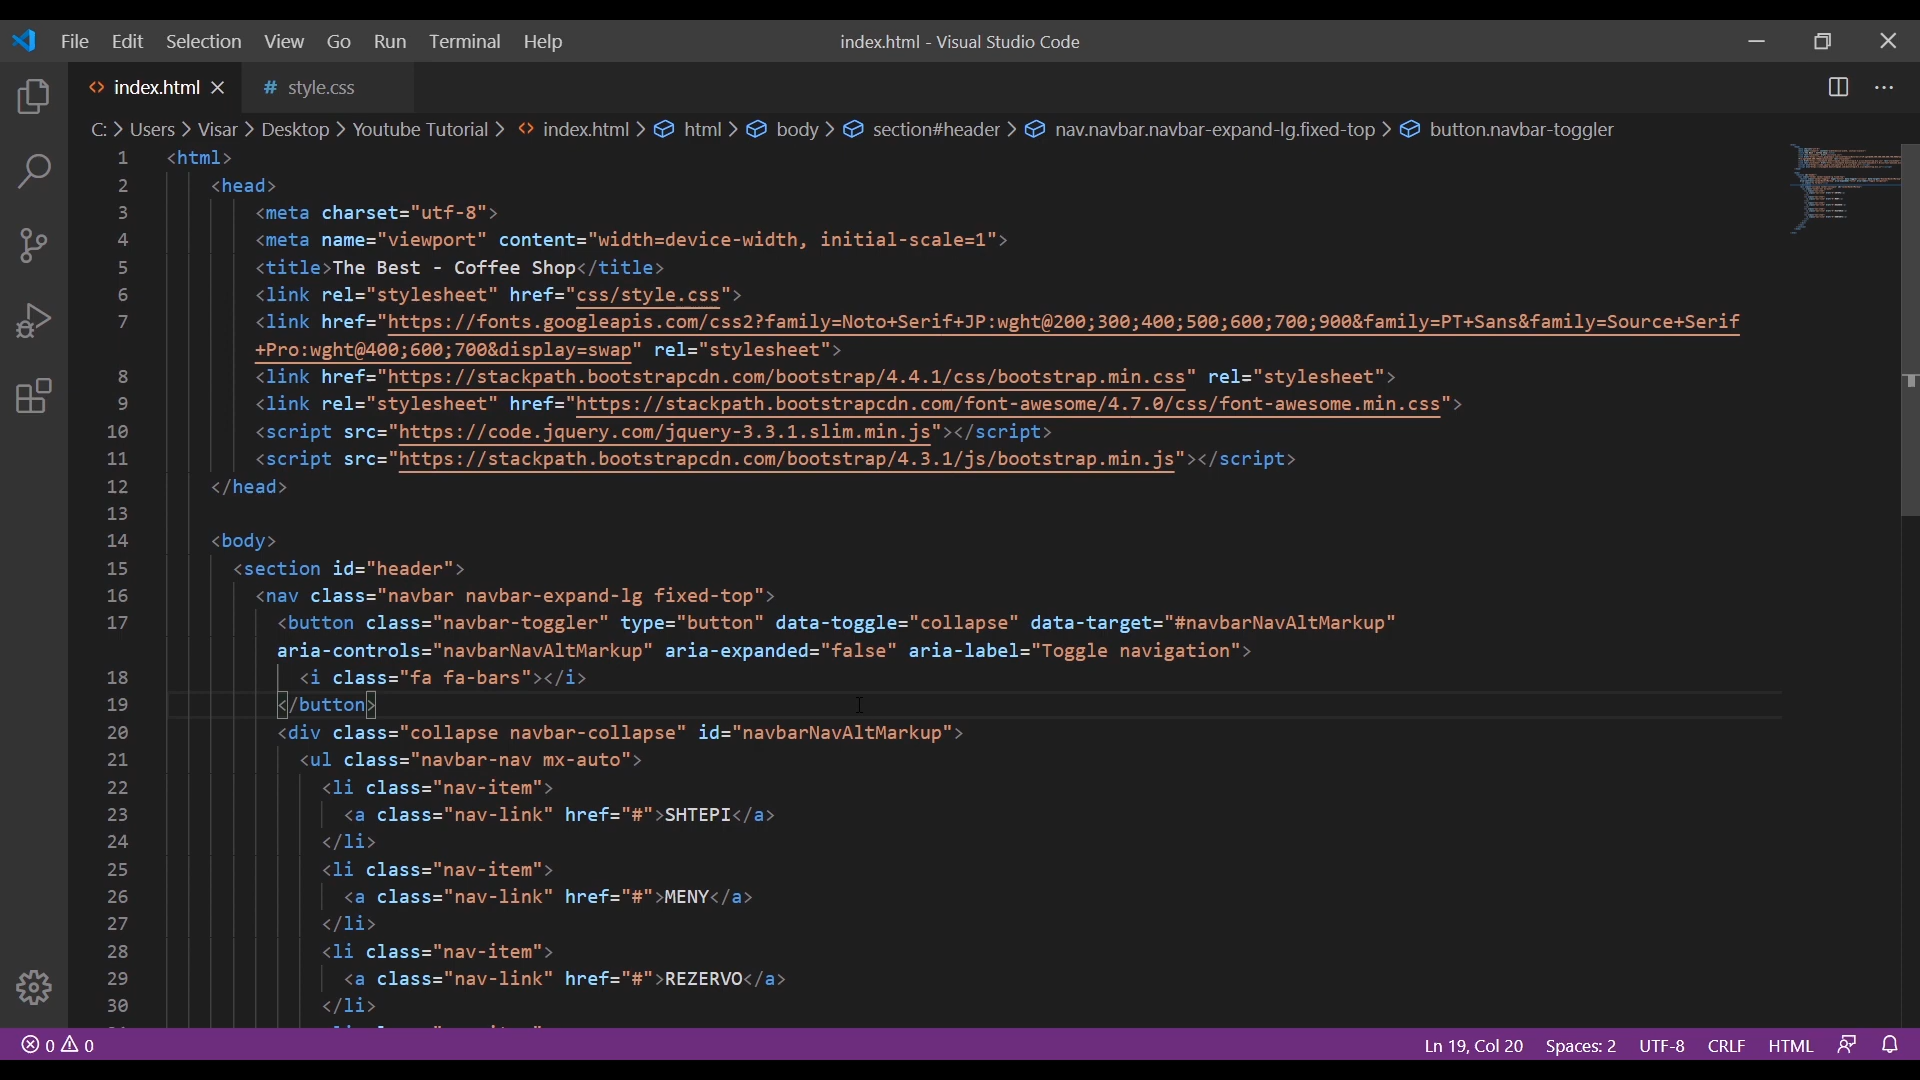 File Edit Selection View Go Run Terminal Help index.html - Visual Studio Code
index.html style.css
C: > Users > Visar > Desktop > Youtube Tutorial > index.html > html > body > section#header > nav.navbar.navbar-expand-lg.fixed-top > button.navbar-toggler
1 <html>
2 <head>
3 <meta charset="utf-8">
4 <meta name="viewport" content="width=device-width, initial-scale=1">
5 <title>The Best - Coffee Shop</title>
6 <link rel="stylesheet" href="css/style.css">
7 <link href="https://fonts.googleapis.com/css2?family=Noto+Serif+JP:wght@200;300;400;500;600;700;900&family=PT+Sans&family=Source+Serif
+Pro:wght@400;600;700&display=swap" rel="stylesheet">
8 <link href="https://stackpath.bootstrapcdn.com/bootstrap/4.4.1/css/bootstrap.min.css" rel="stylesheet">
9 <link rel="stylesheet" href="https://stackpath.bootstrapcdn.com/font-awesome/4.7.0/css/font-awesome.min.css">
10 <script src="https://code.jquery.com/jquery-3.3.1.slim.min.js"></script>
11 <script src="https://stackpath.bootstrapcdn.com/bootstrap/4.3.1/js/bootstrap.min.js"></script>
12 </head>
13
14 <body>
15 <section id="header">
16 <nav class="navbar navbar-expand-lg fixed-top">
17 <button class="navbar-toggler" type="button" data-toggle="collapse" data-target="#navbarNavAltMarkup"
aria-controls="navbarNavAltMarkup" aria-expanded="false" aria-label="Toggle navigation">
18 <i class="fa fa-bars"></i>
19 </button>
20 <div class="collapse navbar-collapse" id="navbarNavAltMarkup">
21 <ul class="navbar-nav mx-auto">
22 <li class="nav-item">
23 <a class="nav-link" href="#">SHTEPI</a>
24 </li>
25 <li class="nav-item">
26 <a class="nav-link" href="#">MENY</a>
27 </li>
28 <li class="nav-item">
29 <a class="nav-link" href="#">REZERVO</a>
30 </li>
0 0 Ln 19, Col 20 Spaces: 2 UTF-8 CRLF HTML